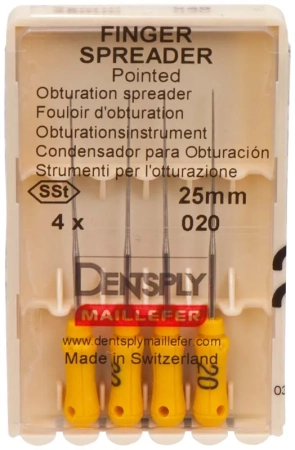 FINGER
SPREADER
Pointed
Obturation spreader
Fouloir d'obturation
Obturationsinstrument
Condensador para Obturación
Strumenti per l'otturazione
SSt 25mm
4 x 020
DENTSPLY
MAILLEFER
www.dentsplymaillefer.com
Made in Switzerland
20